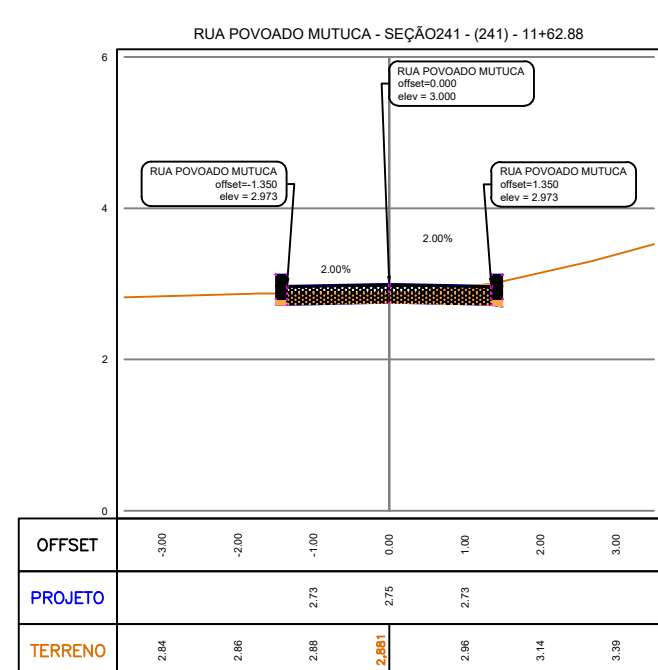 RUA POVOADO MUTUCA - SEÇÃO241 - (241) - 11+62.88
6
RUA POVOADO MUTUCA
offset=0.000
elev = 3.000
RUA POVOADO MUTUCA
offset=-1.350
elev = 2.973
RUA POVOADO MUTUCA
offset=1.350
elev = 2.973
4
2.00%
2.00%
2
0
OFFSET -3.00 -2.00 -1.00 0.00 1.00 2.00 3.00
PROJETO 2.73 2.75 2.73
TERRENO 2.84 2.86 2.88 2,881 2.96 3.14 3.39